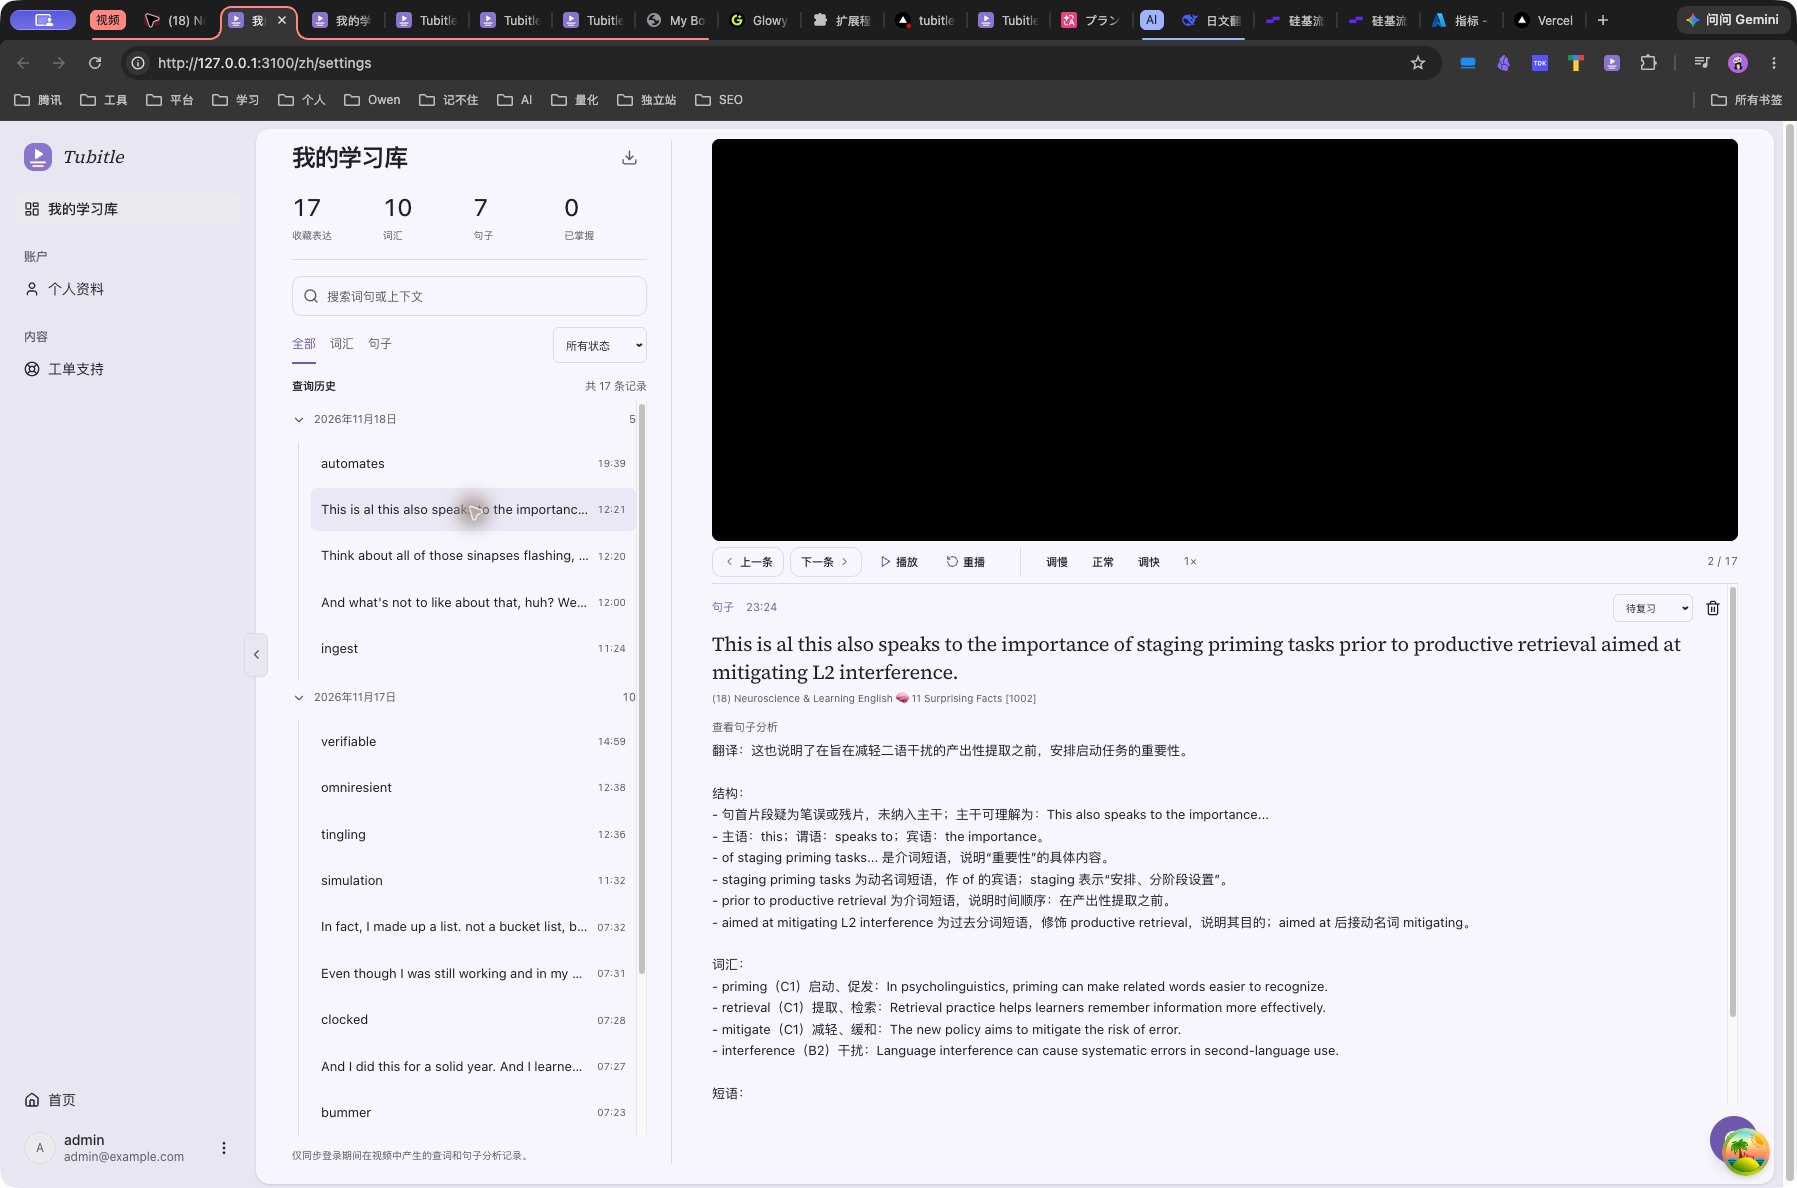 视频
(18) N
我
我的学
Tubitle
Tubitle
Tubitle
My Bo
Glowy
扩展程
tubitle
Tubitle
プラン
AI
日文翻
硅基流
硅基流
指标 -
Vercel
问问 Gemini
http://127.0.0.1:3100/zh/settings
腾讯
工具
平台
学习
个人
Owen
记不住
AI
量化
独立站
SEO
所有书签
Tubitle
我的学习库
账户
个人资料
内容
工单支持
首页
A
admin
admin@example.com
我的学习库
17 10 7 0
收藏表达 词汇 句子 已掌握
搜索词句或上下文
全部 词汇 句子 所有状态
查询历史 共 17 条记录
2026年11月18日 5
automates 19:39
This is al this also speaks to the importanc... 12:21
Think about all of those sinapses flashing, ... 12:20
And what's not to like about that, huh? We... 12:00
ingest 11:24
2026年11月17日 10
verifiable 14:59
omniresient 12:38
tingling 12:36
simulation 11:32
In fact, I made up a list. not a bucket list, b... 07:32
Even though I was still working and in my ... 07:31
clocked 07:28
And I did this for a solid year. And I learne... 07:27
bummer 07:23
仅同步登录期间在视频中产生的查词和句子分析记录。
上一条 下一条 播放 重播 调慢 正常 调快 1× 2 / 17
句子 23:24 待复习
This is al this also speaks to the importance of staging priming tasks prior to productive retrieval aimed at
mitigating L2 interference.
(18) Neuroscience & Learning English 🧠 11 Surprising Facts [1002]
查看句子分析
翻译：这也说明了在旨在减轻二语干扰的产出性提取之前，安排启动任务的重要性。
结构：
- 句首片段疑为笔误或残片，未纳入主干；主干可理解为：This also speaks to the importance...
- 主语：this；谓语：speaks to；宾语：the importance。
- of staging priming tasks... 是介词短语，说明“重要性”的具体内容。
- staging priming tasks 为动名词短语，作 of 的宾语；staging 表示“安排、分阶段设置”。
- prior to productive retrieval 为介词短语，说明时间顺序：在产出性提取之前。
- aimed at mitigating L2 interference 为过去分词短语，修饰 productive retrieval，说明其目的；aimed at 后接动名词 mitigating。
词汇：
- priming（C1）启动、促发：In psycholinguistics, priming can make related words easier to recognize.
- retrieval（C1）提取、检索：Retrieval practice helps learners remember information more effectively.
- mitigate（C1）减轻、缓和：The new policy aims to mitigate the risk of error.
- interference（B2）干扰：Language interference can cause systematic errors in second-language use.
短语：